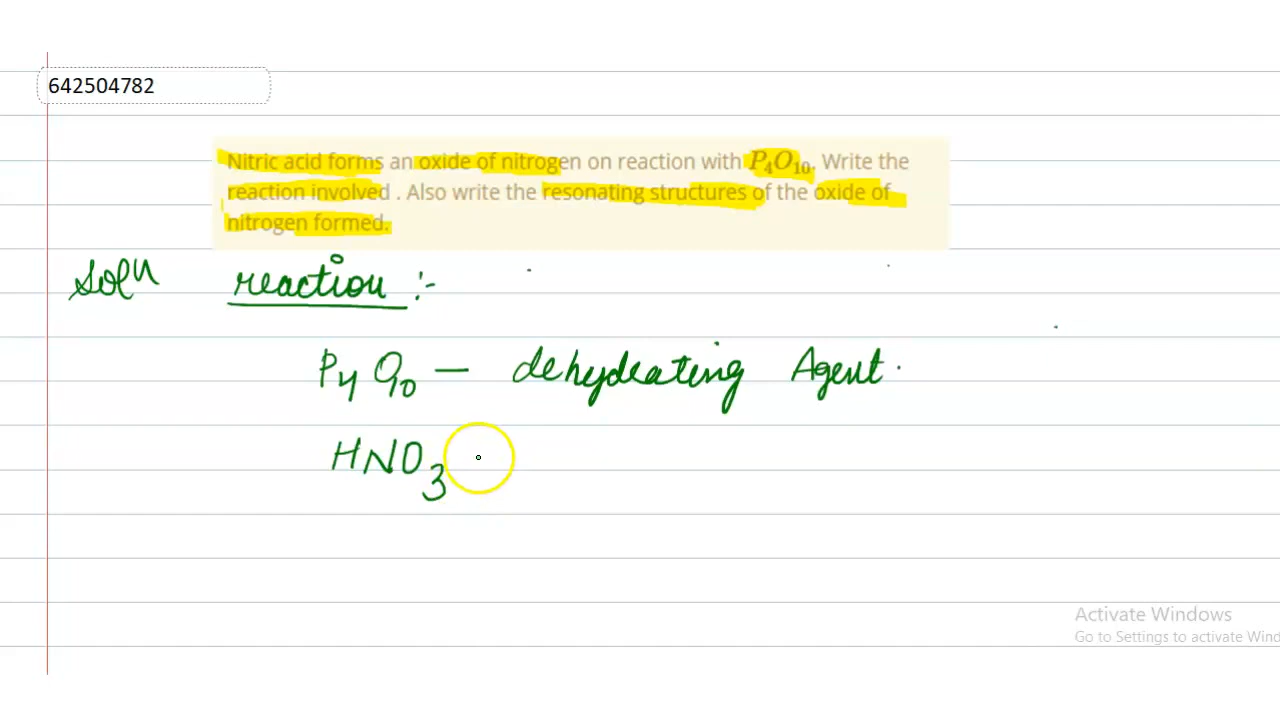 642504782
Nitric acid forms an oxide of nitrogen on reaction with P₄O₁₀. Write the
reaction involved . Also write the resonating structures of the oxide of
nitrogen formed.
Soln reaction :-
P₄O₁₀ — dehydrating Agent.
HNO₃
Activate Windows
Go to Settings to activate Wind